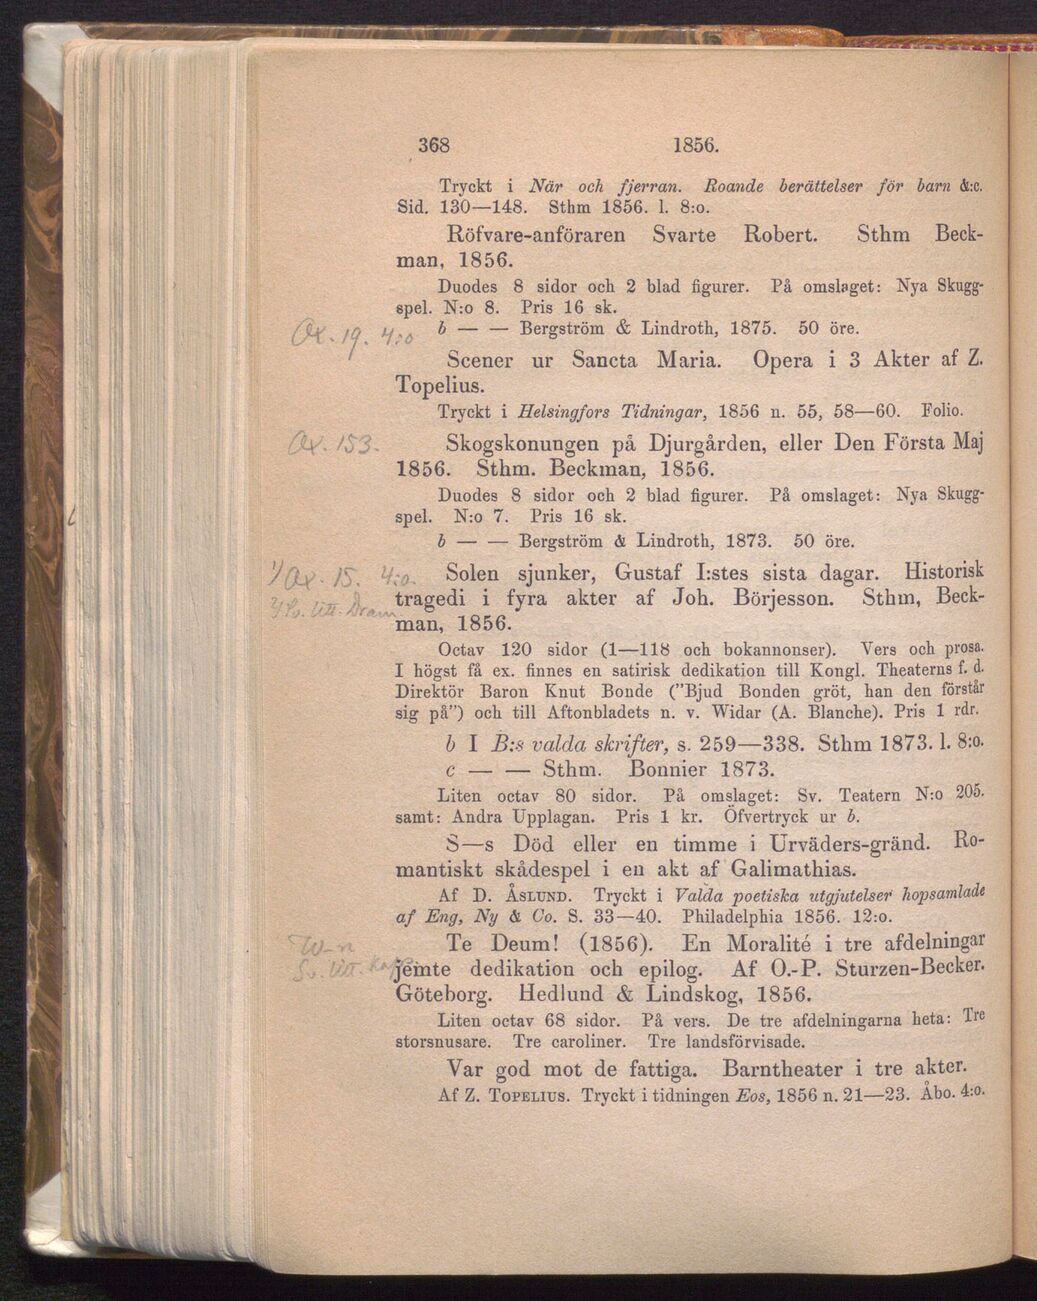 368 1856.
Tryckt i När och fjerran. Roande berättelser för barn &:c.
Sid. 130—148. Sthm 1856. l. 8:o.
Röfvare-anföraren Svarte Robert. Sthm Beck-
man, 1856.
Duodes 8 sidor och 2 blad figurer. På omslaget: Nya Skugg-
spel. N:o 8. Pris 16 sk.
Ax. 19. 4:o b — — Bergström & Lindroth, 1875. 50 öre.
Scener ur Sancta Maria. Opera i 3 Akter af Z.
Topelius.
Tryckt i Helsingfors Tidningar, 1856 n. 55, 58—60. Folio.
Ax. 153. Skogskonungen på Djurgården, eller Den Första Maj
1856. Sthm. Beckman, 1856.
Duodes 8 sidor och 2 blad figurer. På omslaget: Nya Skugg-
spel. N:o 7. Pris 16 sk.
b — — Bergström & Lindroth, 1873. 50 öre.
1/ Ax. 15. 4:o. Solen sjunker, Gustaf I:stes sista dagar. Historisk
Litt. Dram. tragedi i fyra akter af Joh. Börjesson. Sthm, Beck-
man, 1856.
Octav 120 sidor (1—118 och bokannonser). Vers och prosa.
I högst få ex. finnes en satirisk dedikation till Kongl. Theaterns f. d.
Direktör Baron Knut Bonde ("Bjud Bonden gröt, han den förstår
sig på") och till Aftonbladets n. v. Widar (A. Blanche). Pris 1 rdr.
b I B:s valda skrifter, s. 259—338. Sthm 1873. l. 8:o.
c — — Sthm. Bonnier 1873.
Liten octav 80 sidor. På omslaget: Sv. Teatern N:o 205.
samt: Andra Upplagan. Pris 1 kr. Öfvertryck ur b.
S—s Död eller en timme i Urväders-gränd. Ro-
mantiskt skådespel i en akt af Galimathias.
Af D. Åslund. Tryckt i Valda poetiska utgjutelser hopsamlade
af Eng, Ny & Co. S. 33—40. Philadelphia 1856. 12:o.
W-n Te Deum! (1856). En Moralité i tre afdelningar
Sv. Litt. jemte dedikation och epilog. Af O.-P. Sturzen-Becker.
Göteborg. Hedlund & Lindskog, 1856.
Liten octav 68 sidor. På vers. De tre afdelningarna heta: Tre
storsnusare. Tre caroliner. Tre landsförvisade.
Var god mot de fattiga. Barntheater i tre akter.
Af Z. Topelius. Tryckt i tidningen Eos, 1856 n. 21—23. Åbo. 4:o.